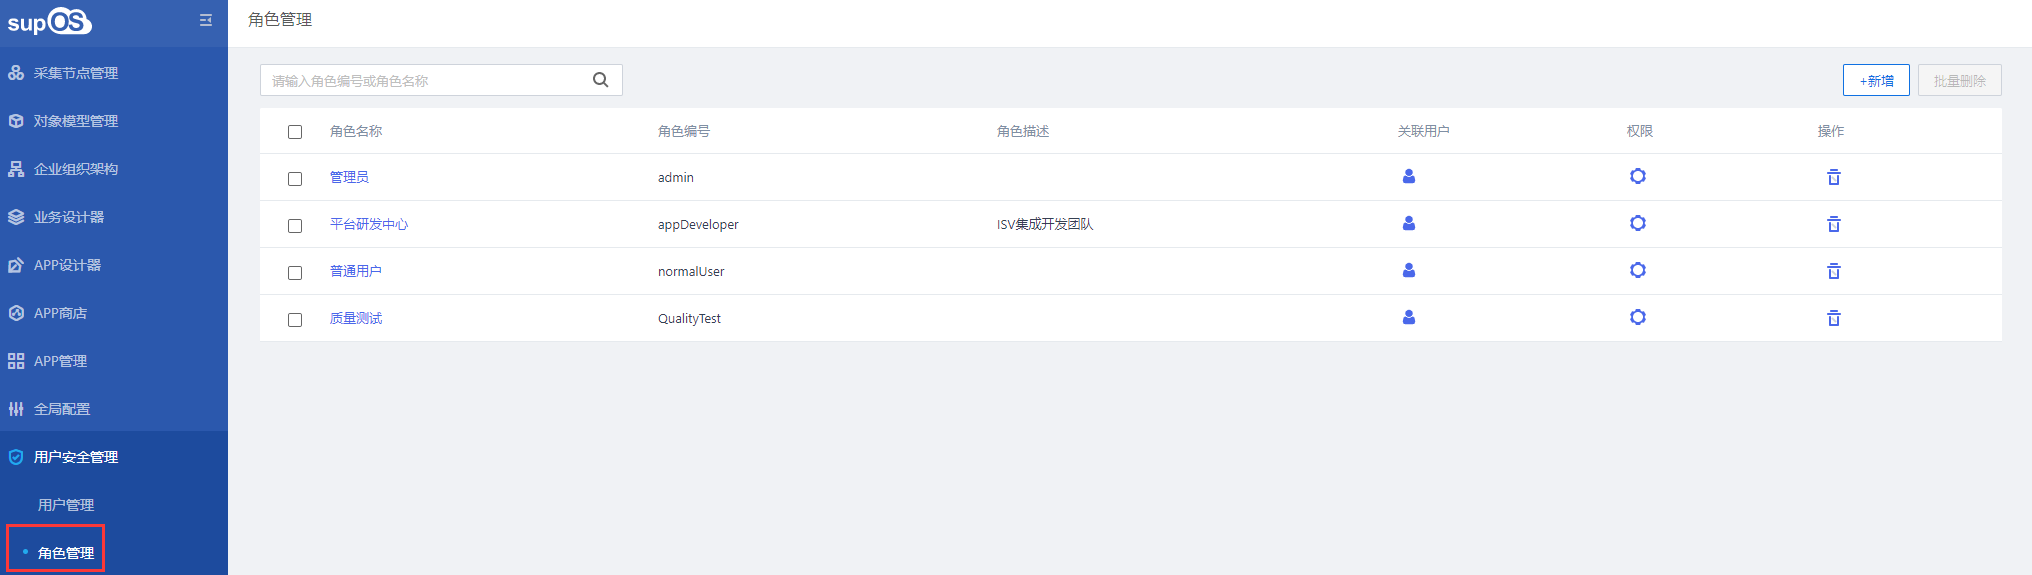 supOS
采集节点管理
对象模型管理
企业组织架构
业务设计器
APP设计器
APP商店
APP管理
全局配置
用户安全管理
用户管理
角色管理
角色管理
请输入角色编号或角色名称
+新增 批量删除
角色名称 角色编号 角色描述 关联用户 权限 操作
管理员 admin
平台研发中心 appDeveloper ISV集成开发团队
普通用户 normalUser
质量测试 QualityTest